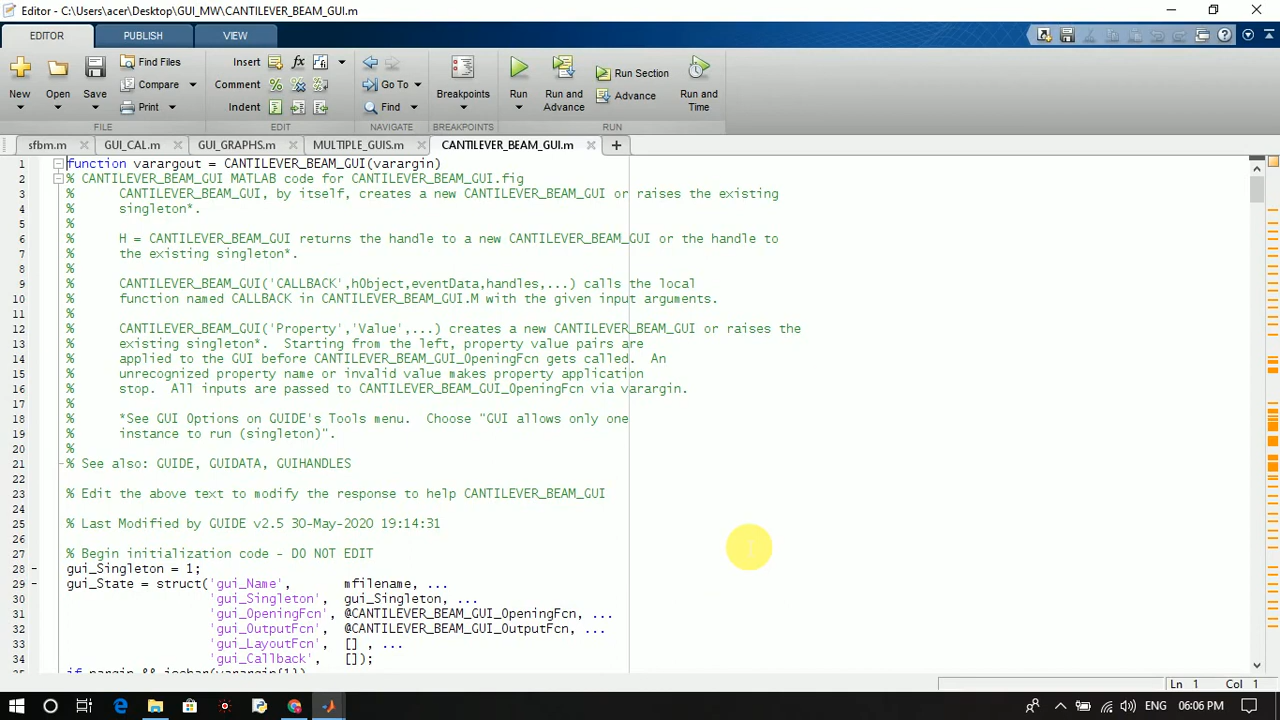 Editor - C:\Users\acer\Desktop\GUI_MW\CANTILEVER_BEAM_GUI.m
EDITOR PUBLISH VIEW
New Open Save Find Files Compare Print
Insert Comment Indent
Go To Find
Breakpoints
Run Run and Advance Run Section Advance Run and Time
FILE EDIT NAVIGATE BREAKPOINTS RUN
sfbm.m GUI_CAL.m GUI_GRAPHS.m MULTIPLE_GUIS.m CANTILEVER_BEAM_GUI.m
1 function varargout = CANTILEVER_BEAM_GUI(varargin)
2 % CANTILEVER_BEAM_GUI MATLAB code for CANTILEVER_BEAM_GUI.fig
3 % CANTILEVER_BEAM_GUI, by itself, creates a new CANTILEVER_BEAM_GUI or raises the existing
4 % singleton*.
5 %
6 % H = CANTILEVER_BEAM_GUI returns the handle to a new CANTILEVER_BEAM_GUI or the handle to
7 % the existing singleton*.
8 %
9 % CANTILEVER_BEAM_GUI('CALLBACK',hObject,eventData,handles,...) calls the local
10 % function named CALLBACK in CANTILEVER_BEAM_GUI.M with the given input arguments.
11 %
12 % CANTILEVER_BEAM_GUI('Property','Value',...) creates a new CANTILEVER_BEAM_GUI or raises the
13 % existing singleton*. Starting from the left, property value pairs are
14 % applied to the GUI before CANTILEVER_BEAM_GUI_OpeningFcn gets called. An
15 % unrecognized property name or invalid value makes property application
16 % stop. All inputs are passed to CANTILEVER_BEAM_GUI_OpeningFcn via varargin.
17 %
18 % *See GUI Options on GUIDE's Tools menu. Choose "GUI allows only one
19 % instance to run (singleton)".
20 %
21 % See also: GUIDE, GUIDATA, GUIHANDLES
22
23 % Edit the above text to modify the response to help CANTILEVER_BEAM_GUI
24
25 % Last Modified by GUIDE v2.5 30-May-2020 19:14:31
26
27 % Begin initialization code - DO NOT EDIT
28 gui_Singleton = 1;
29 gui_State = struct('gui_Name', mfilename, ...
30 'gui_Singleton', gui_Singleton, ...
31 'gui_OpeningFcn', @CANTILEVER_BEAM_GUI_OpeningFcn, ...
32 'gui_OutputFcn', @CANTILEVER_BEAM_GUI_OutputFcn, ...
33 'gui_LayoutFcn', [] , ...
34 'gui_Callback', []);
Ln 1 Col 1
ENG 06:06 PM